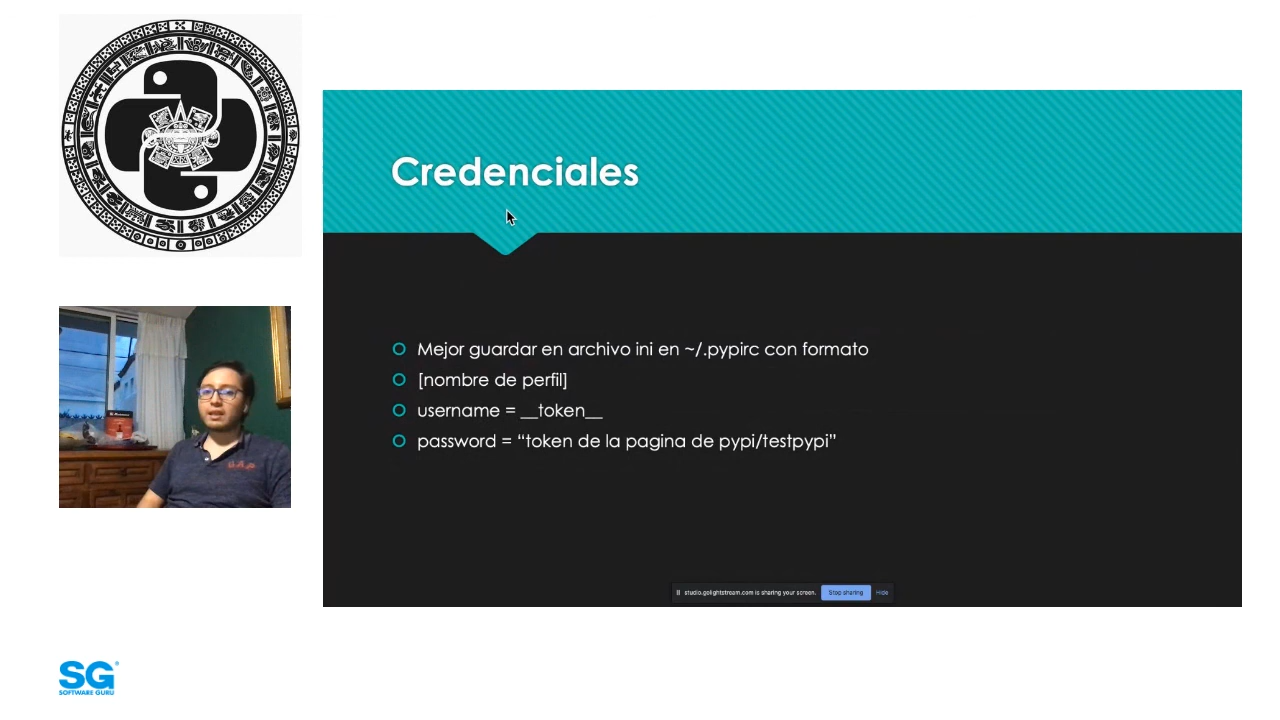 Credenciales
Mejor guardar en archivo ini en ~/.pypirc con formato
[nombre de perfil]
username = __token__
password = “token de la pagina de pypi/testpypi”
studio.golightstream.com is sharing your screen.
Stop sharing
Hide
SG
SOFTWARE GURU